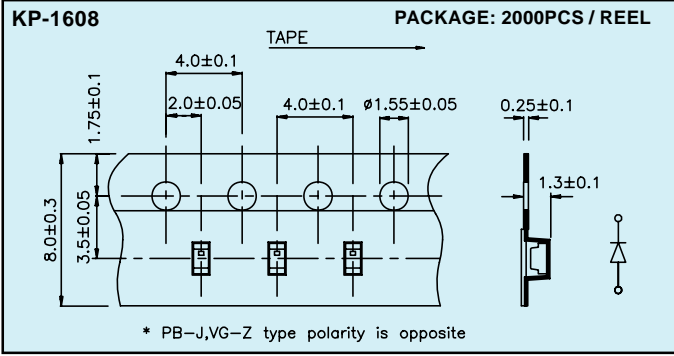 KP-1608
PACKAGE: 2000PCS / REEL
TAPE
4.0±0.1
2.0±0.05
4.0±0.1
ø1.55±0.05
0.25±0.1
1.75±0.1
1.3±0.1
8.0±0.3
3.5±0.05
* PB-J,VG-Z type polarity is opposite